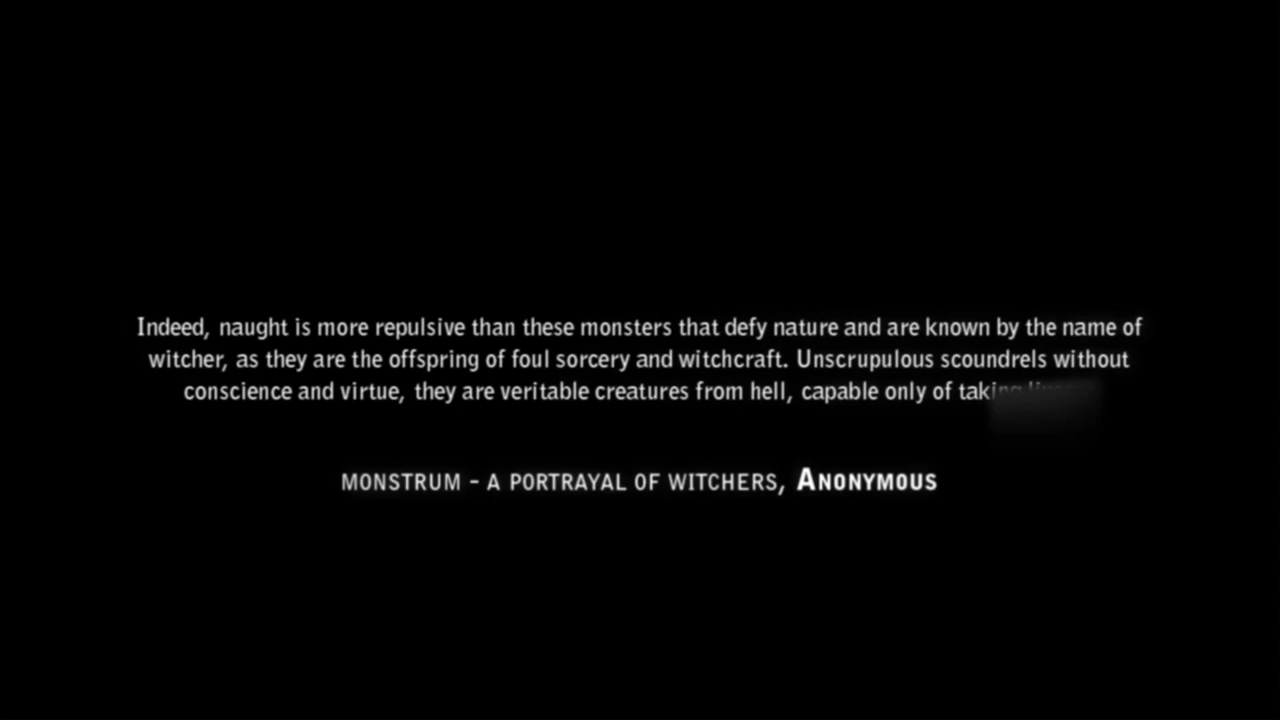 Indeed, naught is more repulsive than these monsters that defy nature and are known by the name of
witcher, as they are the offspring of foul sorcery and witchcraft. Unscrupulous scoundrels without
conscience and virtue, they are veritable creatures from hell, capable only of taking
MONSTRUM - A PORTRAYAL OF WITCHERS, ANONYMOUS